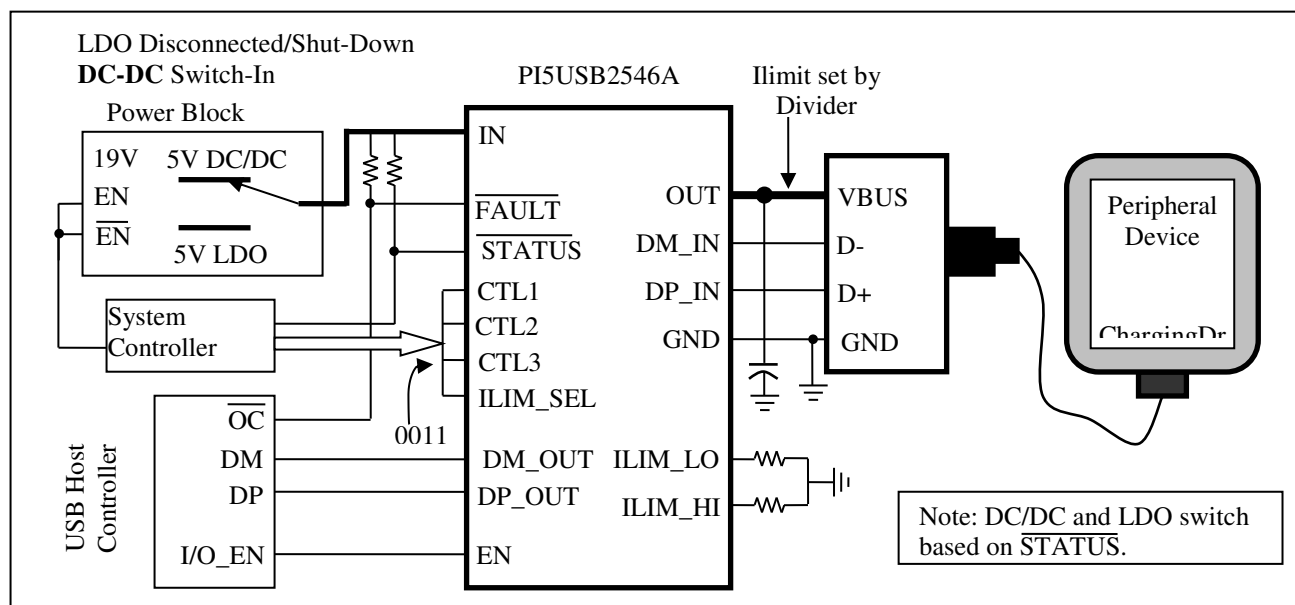 LDO Disconnected/Shut-Down
DC-DC Switch-In
Power Block
19V
5V DC/DC
EN
EN
5V LDO
System
Controller
USB Host
Controller
OC
DM
DP
I/O_EN
0011
PI5USB2546A
IN
FAULT
STATUS
CTL1
CTL2
CTL3
ILIM_SEL
DM_OUT
DP_OUT
EN
OUT
DM_IN
DP_IN
GND
ILIM_LO
ILIM_HI
Ilimit set by
Divider
VBUS
D-
D+
GND
Peripheral
Device
ChargingDr
Note: DC/DC and LDO switch
based on STATUS.